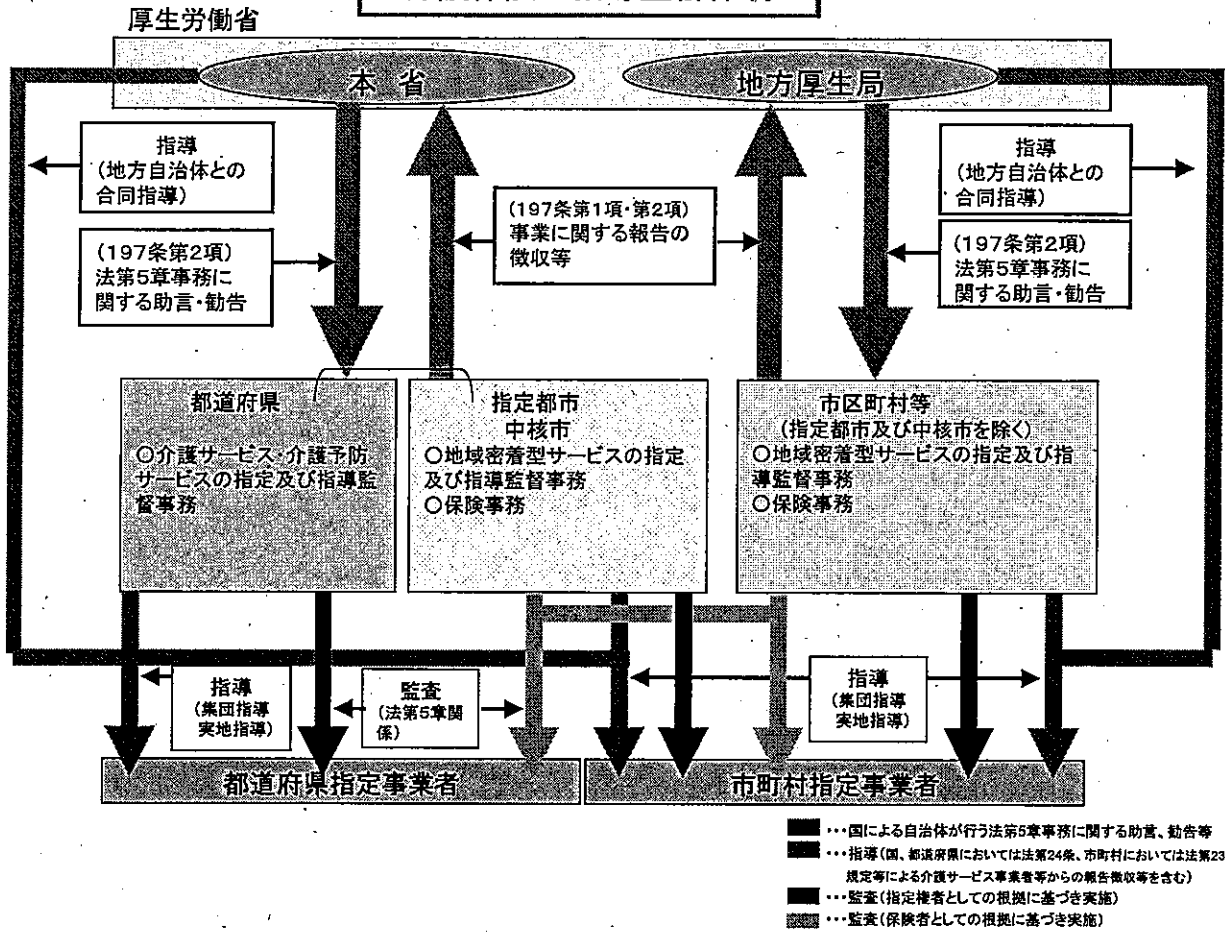 厚生労働省
本省
地方厚生局
指導
(地方自治体との
合同指導)
(197条第2項)
法第5章事務に
関する助言・勧告
(197条第1項・第2項)
事業に関する報告の
徴収等
指導
(地方自治体との
合同指導)
(197条第2項)
法第5章事務に
関する助言・勧告
都道府県
○介護サービス・介護予防
サービスの指定及び指導監
督事務
指定都市
中核市
○地域密着型サービスの指定
及び指導監督事務
○保険事務
市区町村等
(指定都市及び中核市を除く)
○地域密着型サービスの指定及び指
導監督事務
○保険事務
指導
(集団指導
実地指導)
監査
(法第5章関
係)
指導
(集団指導
実地指導)
都道府県指定事業者
市町村指定事業者
･･･国による自治体が行う法第5章事務に関する助言、勧告等
･･･指導(国、都道府県においては法第24条、市町村においては法第23
規定等による介護サービス事業者等からの報告徴収等を含む)
･･･監査(指定権者としての根拠に基づき実施)
･･･監査(保険者としての根拠に基づき実施)